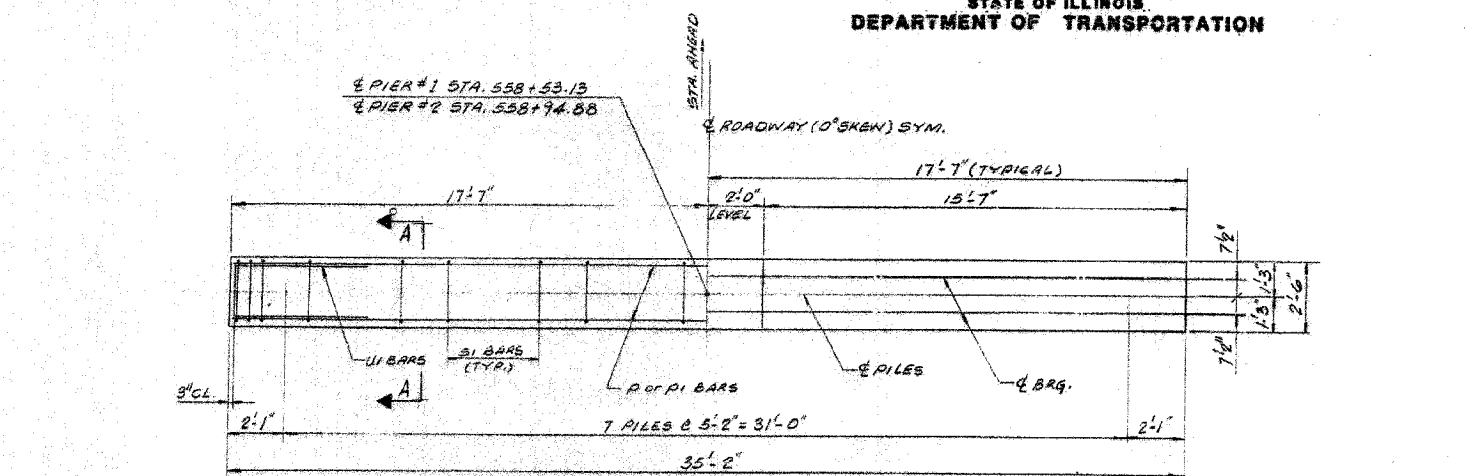 STATE OF ILLINOIS
DEPARTMENT OF TRANSPORTATION
STA. AHEAD
℄ PIER #1 STA. 558+53.13
℄ PIER #2 STA. 558+94.88
℄ ROADWAY (0° SKEW) SYM.
17'-7" (TYPICAL)
17'-7"
2'-0"
LEVEL
15'-7"
A
7½"
1'-3"
2'-6"
1'-3"
7½"
U1 BARS
S1 BARS
(TYP.)
P or P1 BARS
℄ PILES
℄ BRG.
A
3" CL.
2'-1"
7 PILES @ 5'-2" = 31'-0"
2'-1"
35'-2"